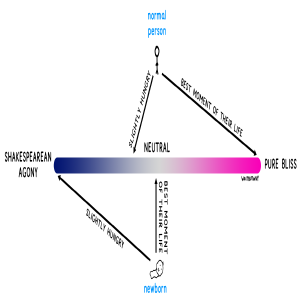 normal
person
SLIGHTLY HUNGRY
BEST MOMENT OF THEIR LIFE
NEUTRAL
SHAKESPEAREAN
AGONY
PURE BLISS
WAITBUTWHY
SLIGHTLY HUNGRY
BEST MOMENT
OF THEIR LIFE
newborn